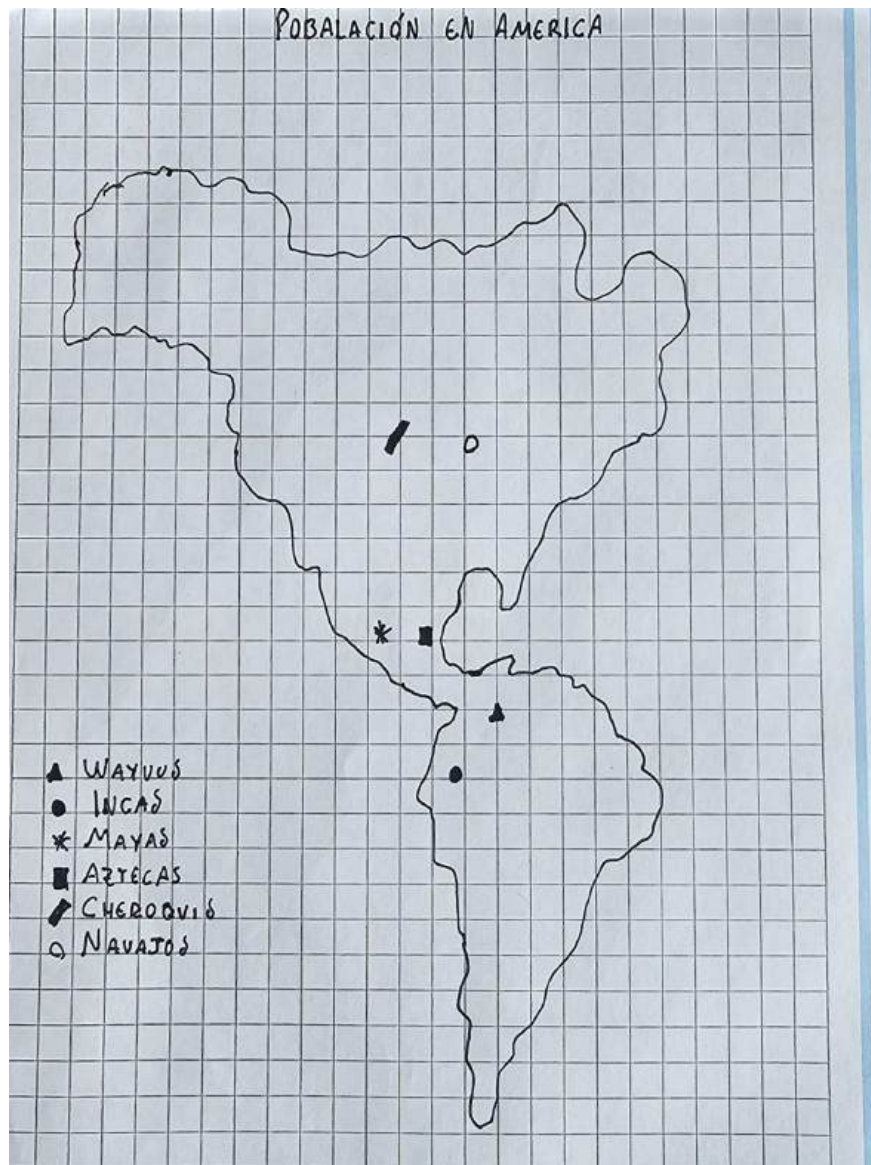 POBALACIÓN EN AMERICA
WAYUUS
INCAS
MAYAS
AZTECAS
CHEROQUIS
NAVAJOS